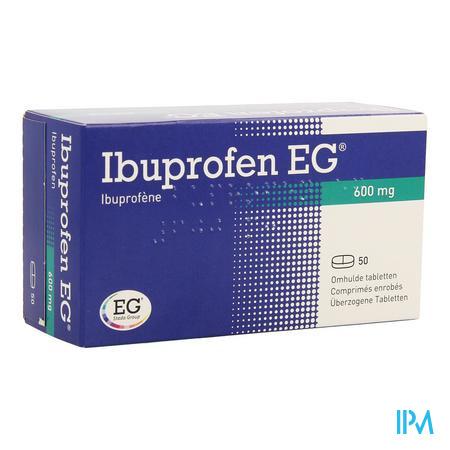 Ibuprofen EG®
Ibuprofène
600 mg
50
Omhulde tabletten
Comprimés enrobés
Überzogene Tabletten
EG®
Stada Group
Ibuprofen EG®
Ibuprofène
600 mg
50
IPM